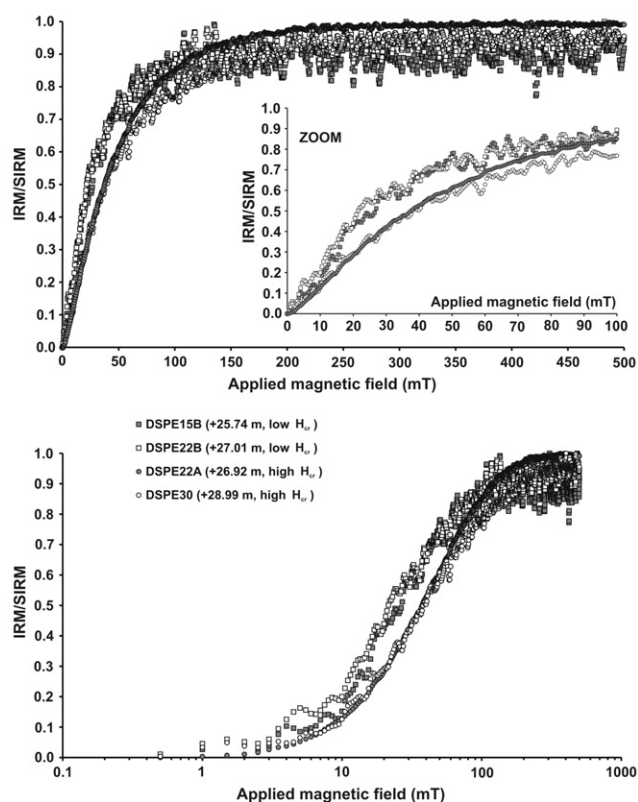 1.0
0.9
0.8
0.7
0.6
0.5
0.4
0.3
0.2
0.1
0.0
IRM/SIRM
0 50 100 150 200 250 300 350 400 450 500
Applied magnetic field (mT)
ZOOM
1.0
0.9
0.8
0.7
0.6
0.5
0.4
0.3
0.2
0.1
0.0
IRM/SIRM
Applied magnetic field (mT)
0 10 20 30 40 50 60 70 80 90 100
DSPE15B (+25.74 m, low Hcr)
DSPE22B (+27.01 m, low Hcr)
DSPE22A (+26.92 m, high Hcr)
DSPE30 (+28.99 m, high Hcr)
1.0
0.9
0.8
0.7
0.6
0.5
0.4
0.3
0.2
0.1
0.0
IRM/SIRM
0.1 1 10 100 1000
Applied magnetic field (mT)